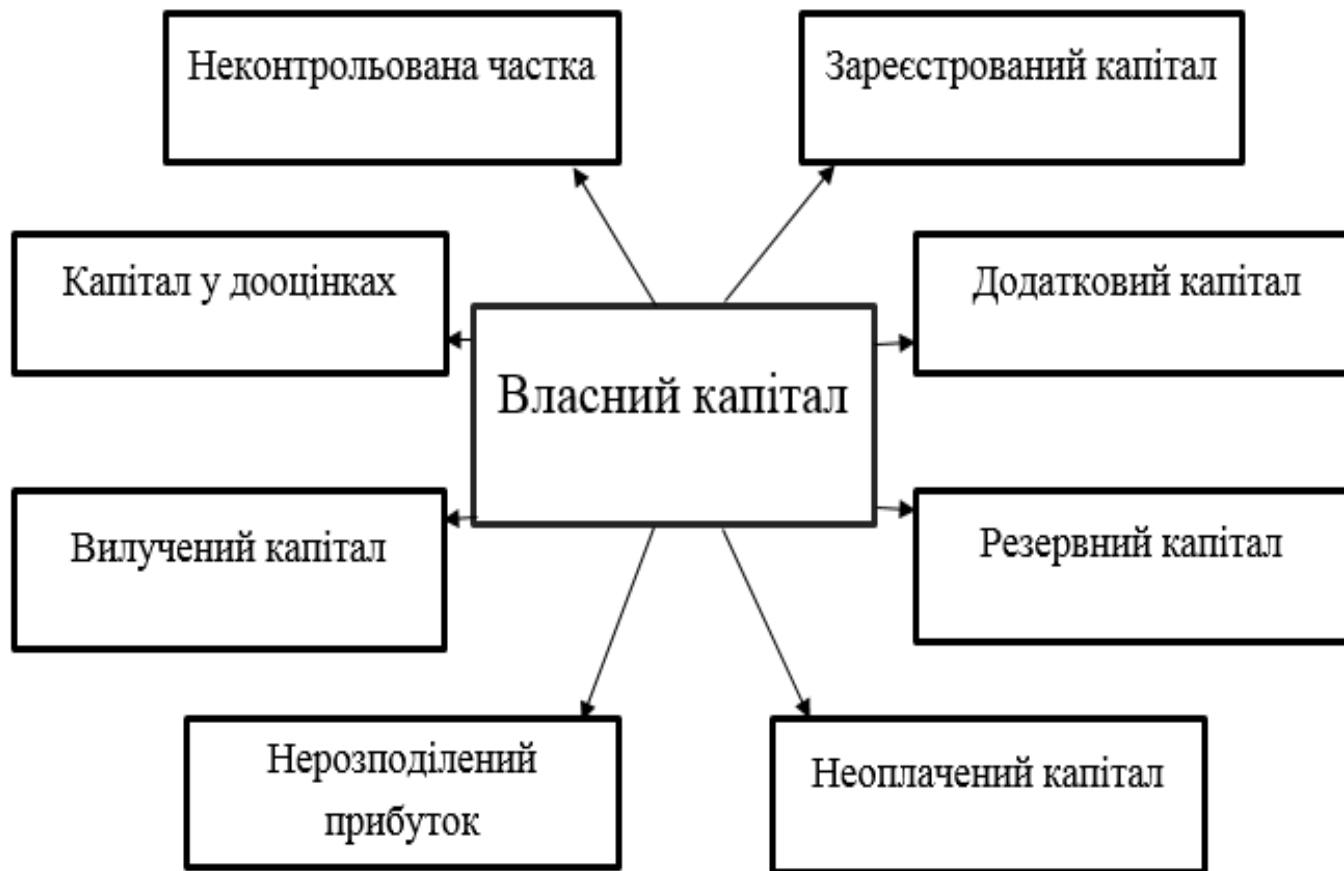 Неконтрольована частка
Зареєстрований капітал
Капітал у дооцінках
Додатковий капітал
Власний капітал
Вилучений капітал
Резервний капітал
Нерозподілений
прибуток
Неоплачений капітал